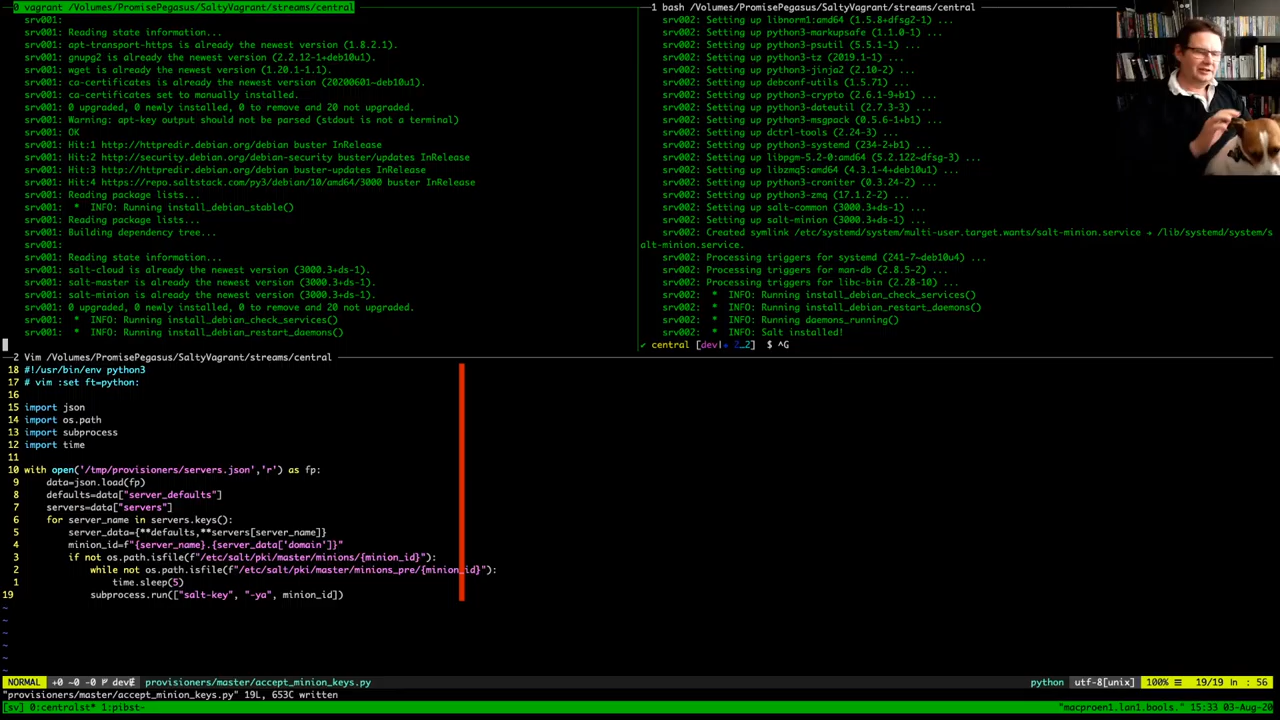 0 vagrant /Volumes/PromisePegasus/SaltyVagrant/streams/central
srv001:
srv001: Reading state information...
srv001: apt-transport-https is already the newest version (1.8.2.1).
srv001: gnupg2 is already the newest version (2.2.12-1+deb10u1).
srv001: wget is already the newest version (1.20.1-1.1).
srv001: ca-certificates is already the newest version (20200601~deb10u1).
srv001: ca-certificates set to manually installed.
srv001: 0 upgraded, 0 newly installed, 0 to remove and 20 not upgraded.
srv001: Warning: apt-key output should not be parsed (stdout is not a terminal)
srv001: OK
srv001: Hit:1 http://httpredir.debian.org/debian buster InRelease
srv001: Hit:2 http://security.debian.org/debian-security buster/updates InRelease
srv001: Hit:3 http://httpredir.debian.org/debian buster-updates InRelease
srv001: Hit:4 https://repo.saltstack.com/py3/debian/10/amd64/3000 buster InRelease
srv001: Reading package lists...
srv001:  *  INFO: Running install_debian_stable()
srv001: Reading package lists...
srv001: Building dependency tree...
srv001:
srv001: Reading state information...
srv001: salt-cloud is already the newest version (3000.3+ds-1).
srv001: salt-master is already the newest version (3000.3+ds-1).
srv001: salt-minion is already the newest version (3000.3+ds-1).
srv001: 0 upgraded, 0 newly installed, 0 to remove and 20 not upgraded.
srv001:  *  INFO: Running install_debian_check_services()
srv001:  *  INFO: Running install_debian_restart_daemons()
1 bash /Volumes/PromisePegasus/SaltyVagrant/streams/central
srv002: Setting up libnorm1:amd64 (1.5.8+dfsg2-1) ...
srv002: Setting up python3-markupsafe (1.1.0-1) ...
srv002: Setting up python3-psutil (5.5.1-1) ...
srv002: Setting up python3-tz (2019.1-1) ...
srv002: Setting up python3-jinja2 (2.10-2) ...
srv002: Setting up debconf-utils (1.5.71) ...
srv002: Setting up python3-crypto (2.6.1-9+b1) ...
srv002: Setting up python3-dateutil (2.7.3-3) ...
srv002: Setting up python3-msgpack (0.5.6-1+b1) ...
srv002: Setting up dctrl-tools (2.24-3) ...
srv002: Setting up python3-systemd (234-2+b1) ...
srv002: Setting up libpgm-5.2-0:amd64 (5.2.122~dfsg-3) ...
srv002: Setting up libzmq5:amd64 (4.3.1-4+deb10u1) ...
srv002: Setting up python3-croniter (0.3.24-2) ...
srv002: Setting up python3-zmq (17.1.2-2) ...
srv002: Setting up salt-common (3000.3+ds-1) ...
srv002: Setting up salt-minion (3000.3+ds-1) ...
srv002: Created symlink /etc/systemd/system/multi-user.target.wants/salt-minion.service → /lib/systemd/system/s
alt-minion.service.
srv002: Processing triggers for systemd (241-7~deb10u4) ...
srv002: Processing triggers for man-db (2.8.5-2) ...
srv002: Processing triggers for libc-bin (2.28-10) ...
srv002:  *  INFO: Running install_debian_check_services()
srv002:  *  INFO: Running install_debian_restart_daemons()
srv002:  *  INFO: Running daemons_running()
srv002:  *  INFO: Salt installed!
✔ central [dev|✚ 2…2]  $ ^G
2 Vim /Volumes/PromisePegasus/SaltyVagrant/streams/central
18 #!/usr/bin/env python3
17 # vim :set ft=python:
16
15 import json
14 import os.path
13 import subprocess
12 import time
11
10 with open('/tmp/provisioners/servers.json','r') as fp:
9     data=json.load(fp)
8     defaults=data["server_defaults"]
7     servers=data["servers"]
6     for server_name in servers.keys():
5         server_data={**defaults,**servers[server_name]}
4         minion_id=f"{server_name}.{server_data['domain']}"
3         if not os.path.isfile(f"/etc/salt/pki/master/minions/{minion_id}"):
2             while not os.path.isfile(f"/etc/salt/pki/master/minions_pre/{minion_id}"):
1                 time.sleep(5)
19            subprocess.run(["salt-key", "-ya", minion_id])
~
~
~
~
~
NORMAL  +0 ~0 -0 dev  provisioners/master/accept_minion_keys.py  python  utf-8[unix]  100% ☰  19/19 ln : 56
"provisioners/master/accept_minion_keys.py" 19L, 653C written
[sv] 0:centralst* 1:pibst-  "macproen1.lan1.bools." 15:33 03-Aug-20